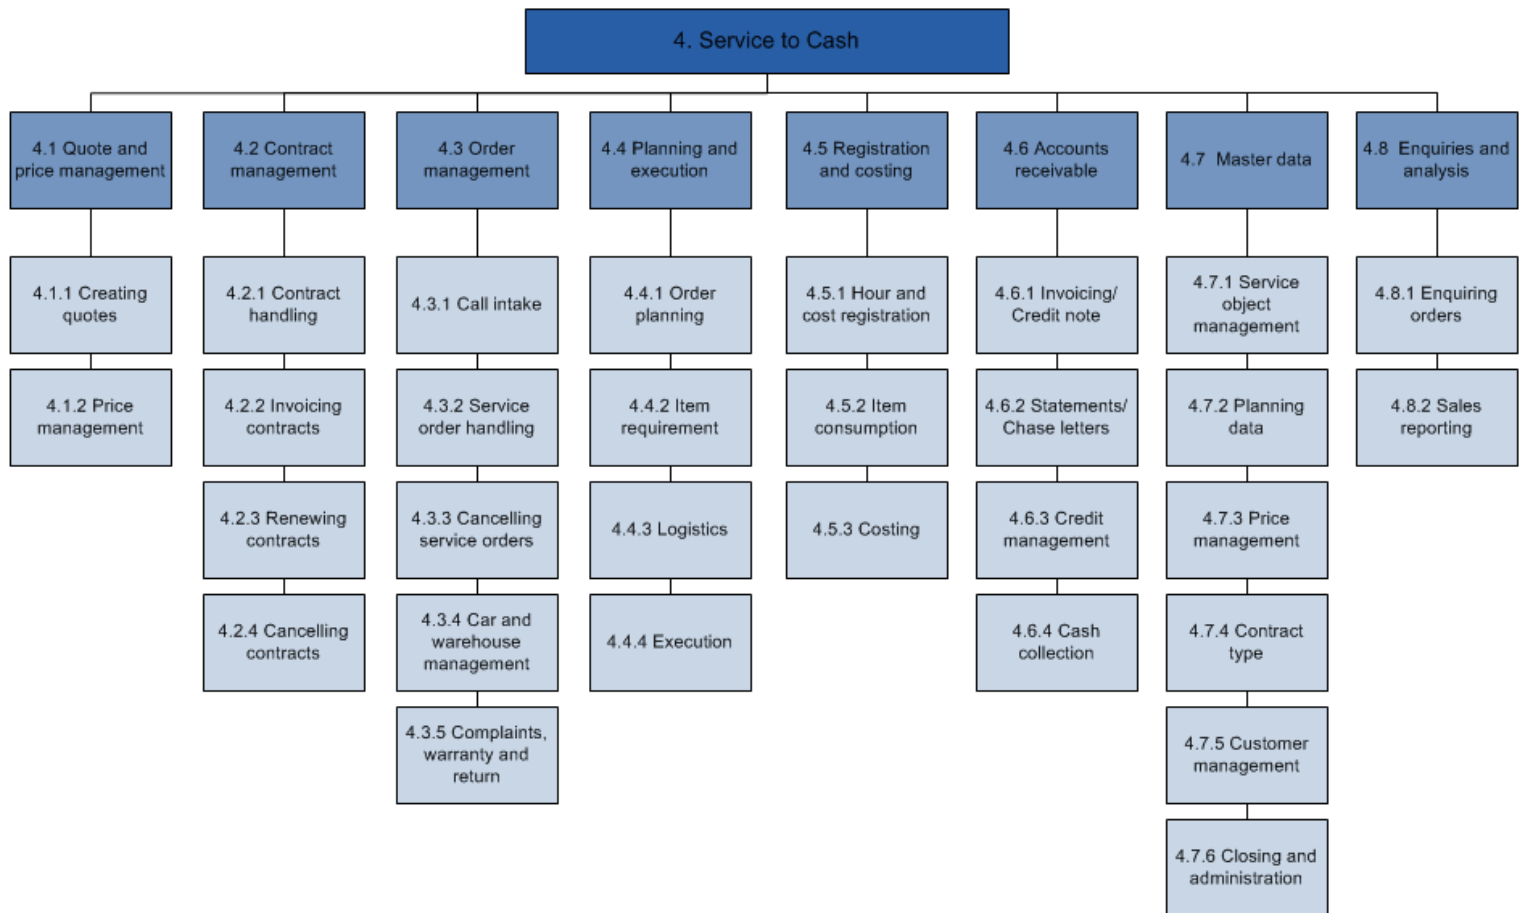 4. Service to Cash
4.1 Quote and
price management
4.2 Contract
management
4.3 Order
management
4.4 Planning and
execution
4.5 Registration
and costing
4.6 Accounts
receivable
4.7  Master data
4.8  Enquiries and
analysis
4.1.1 Creating
quotes
4.1.2 Price
management
4.2.1 Contract
handling
4.2.2 Invoicing
contracts
4.2.3 Renewing
contracts
4.2.4 Cancelling
contracts
4.3.1 Call intake
4.3.2 Service
order handling
4.3.3 Cancelling
service orders
4.3.4 Car and
warehouse
management
4.3.5 Complaints,
warranty and
return
4.4.1 Order
planning
4.4.2 Item
requirement
4.4.3 Logistics
4.4.4 Execution
4.5.1 Hour and
cost registration
4.5.2 Item
consumption
4.5.3 Costing
4.6.1 Invoicing/
Credit note
4.6.2 Statements/
Chase letters
4.6.3 Credit
management
4.6.4 Cash
collection
4.7.1 Service
object
management
4.7.2 Planning
data
4.7.3 Price
management
4.7.4 Contract
type
4.7.5 Customer
management
4.7.6 Closing and
administration
4.8.1 Enquiring
orders
4.8.2 Sales
reporting